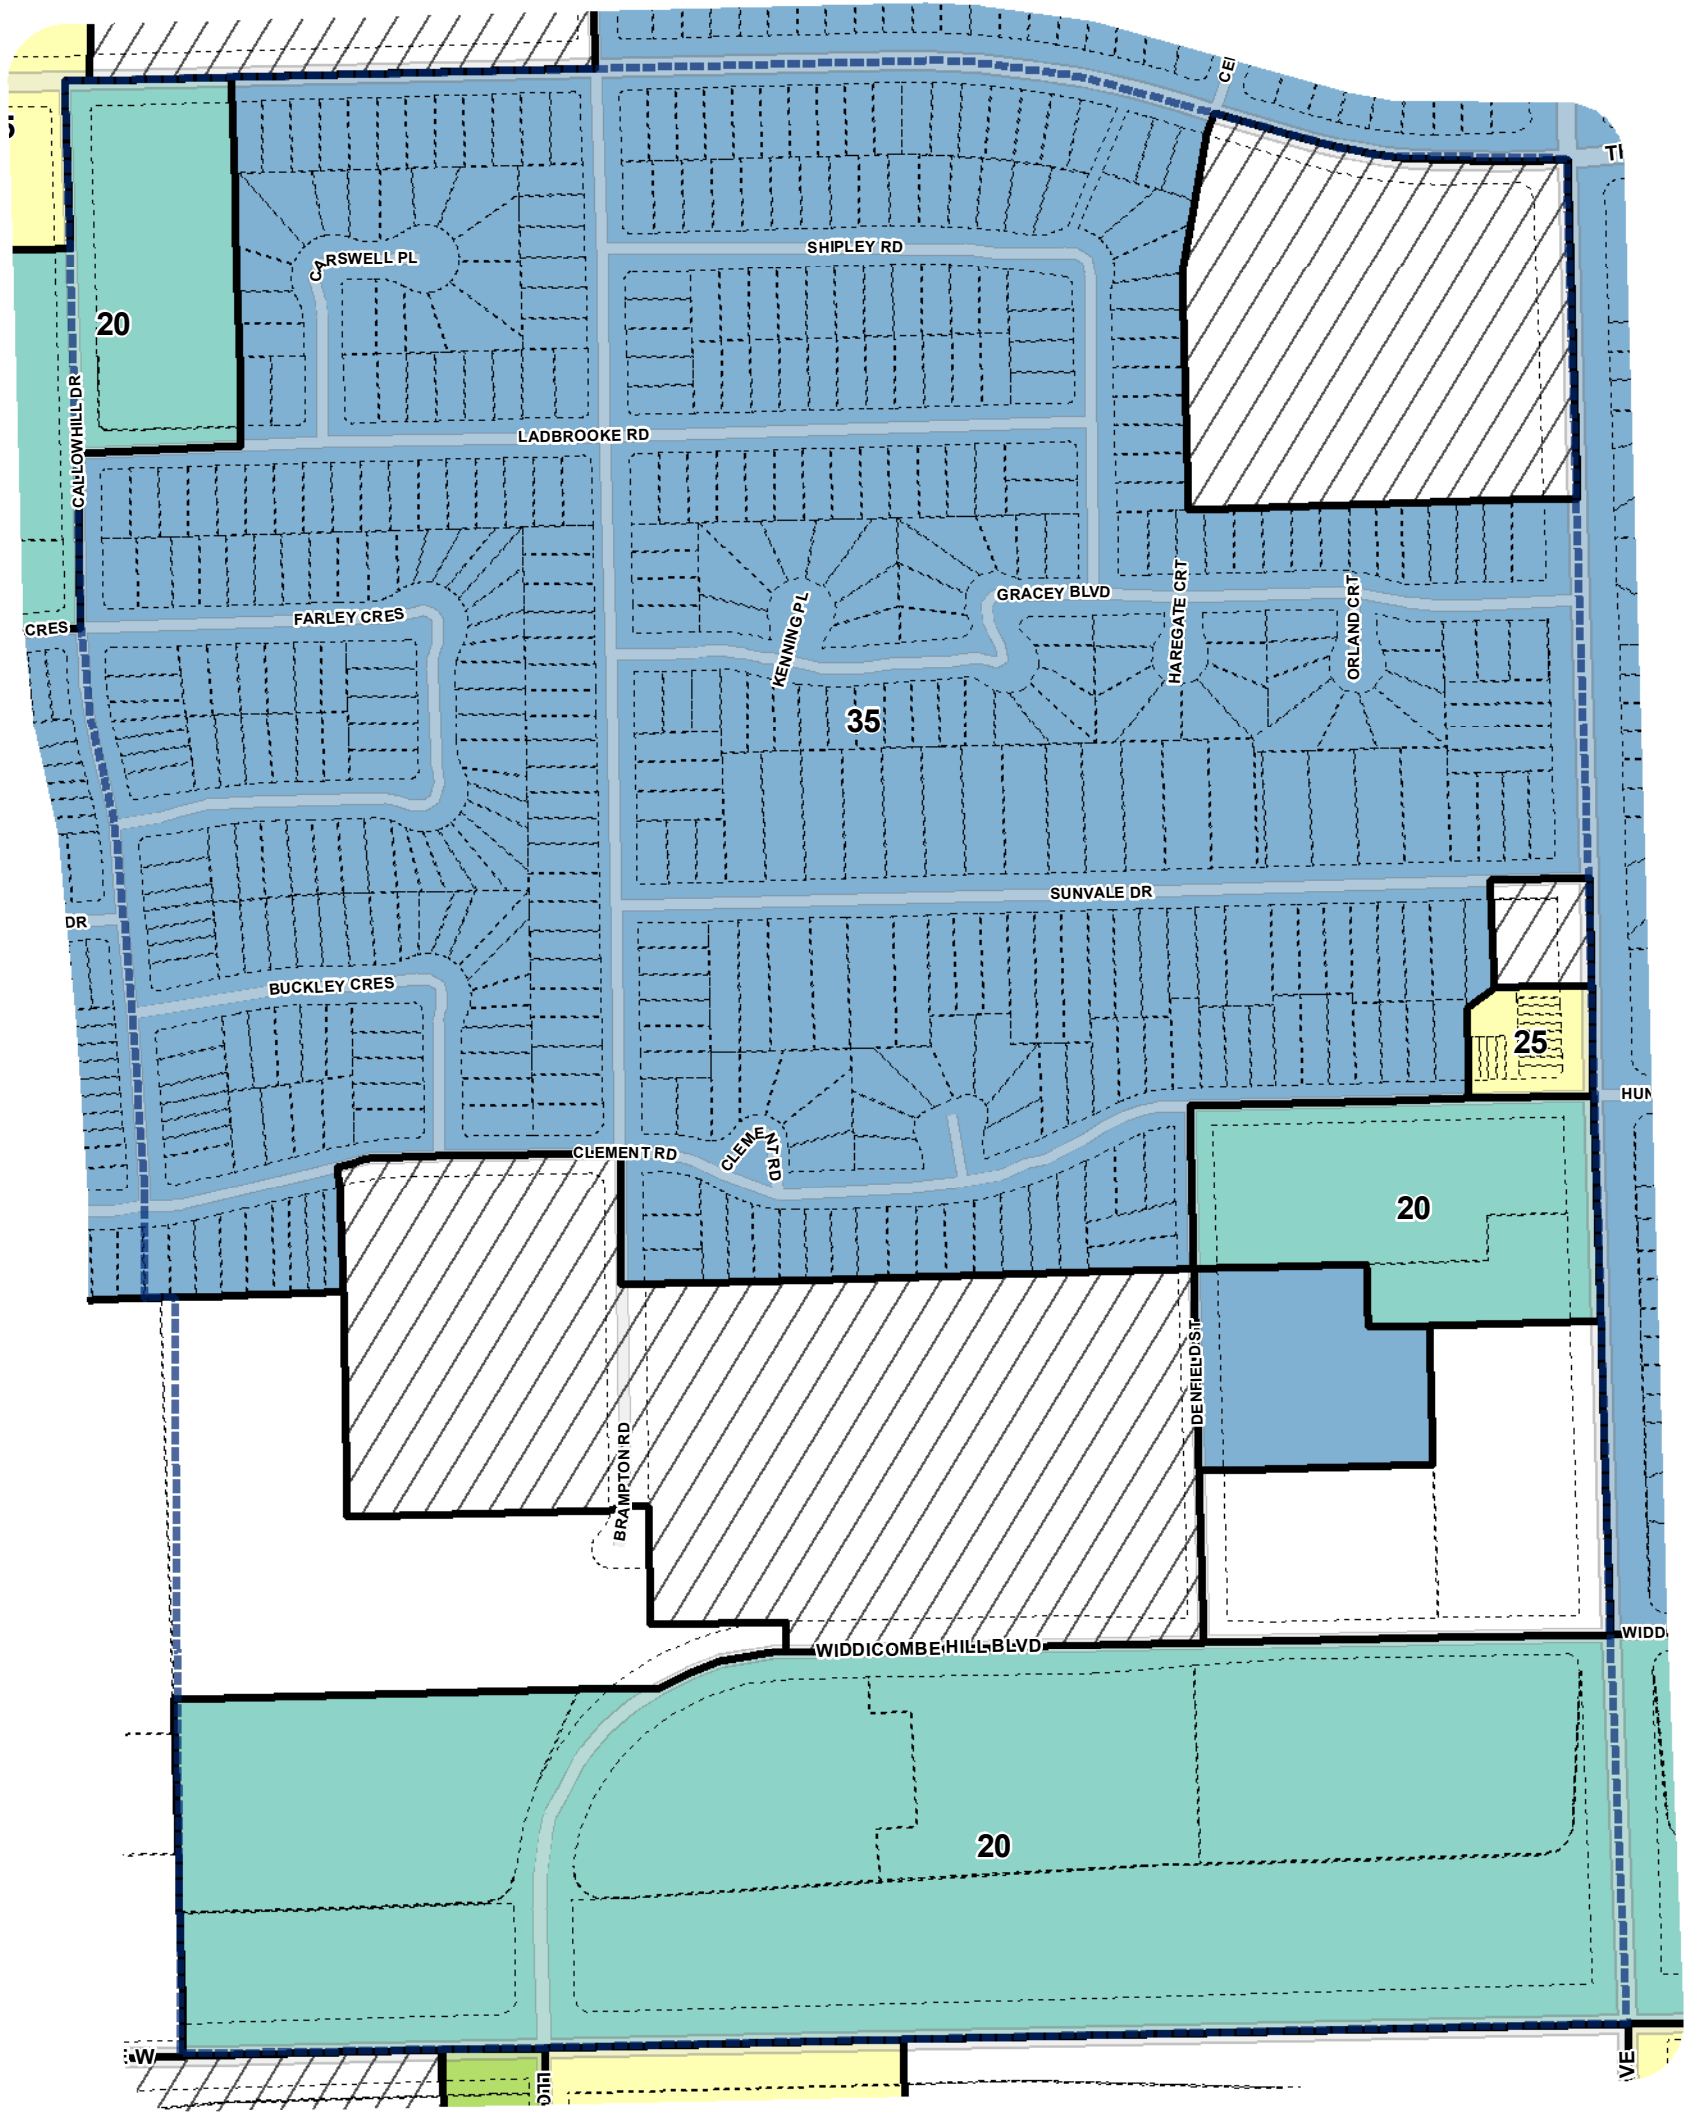 SHIPLEY RD
CARSWELL PL
20
CALLOWHILL DR
LADBROOKE RD
GRACEY BLVD
HAREGATE CRT
ORLAND CRT
KENNING PL
FARLEY CRES
CRES
35
SUNVALE DR
DR
BUCKLEY CRES
25
CLEMENT RD
CLEMENT RD
20
DENFIELD ST
BRAMPTON RD
WIDDICOMBE HILL BLVD
WIDD
20
W